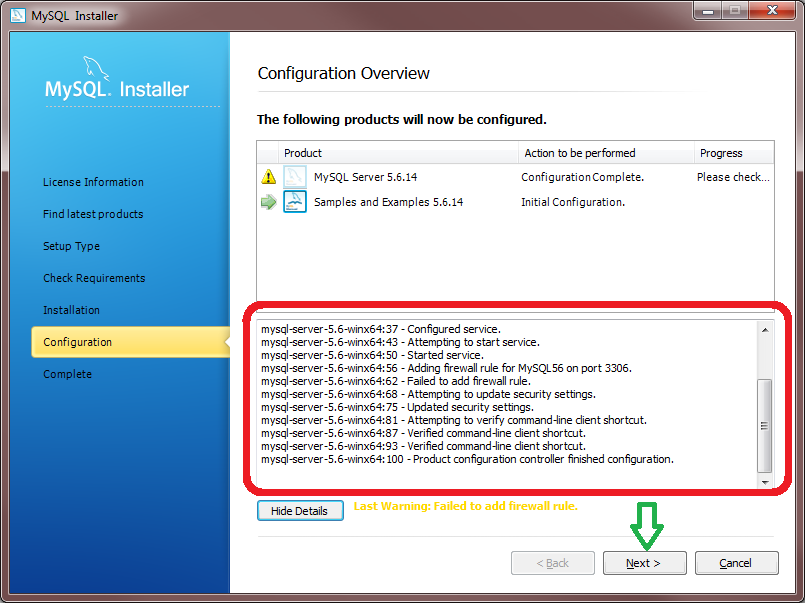 MySQL Installer
MySQL. Installer
License Information
Find latest products
Setup Type
Check Requirements
Installation
Configuration
Complete
Configuration Overview
The following products will now be configured.
Product Action to be performed Progress
MySQL Server 5.6.14 Configuration Complete. Please check...
Samples and Examples 5.6.14 Initial Configuration.
mysql-server-5.6-winx64:37 - Configured service.
mysql-server-5.6-winx64:43 - Attempting to start service.
mysql-server-5.6-winx64:50 - Started service.
mysql-server-5.6-winx64:56 - Adding firewall rule for MySQL56 on port 3306.
mysql-server-5.6-winx64:62 - Failed to add firewall rule.
mysql-server-5.6-winx64:68 - Attempting to update security settings.
mysql-server-5.6-winx64:75 - Updated security settings.
mysql-server-5.6-winx64:81 - Attempting to verify command-line client shortcut.
mysql-server-5.6-winx64:87 - Verified command-line client shortcut.
mysql-server-5.6-winx64:93 - Verified command-line client shortcut.
mysql-server-5.6-winx64:100 - Product configuration controller finished configuration.
Hide Details Last Warning: Failed to add firewall rule.
< Back Next > Cancel